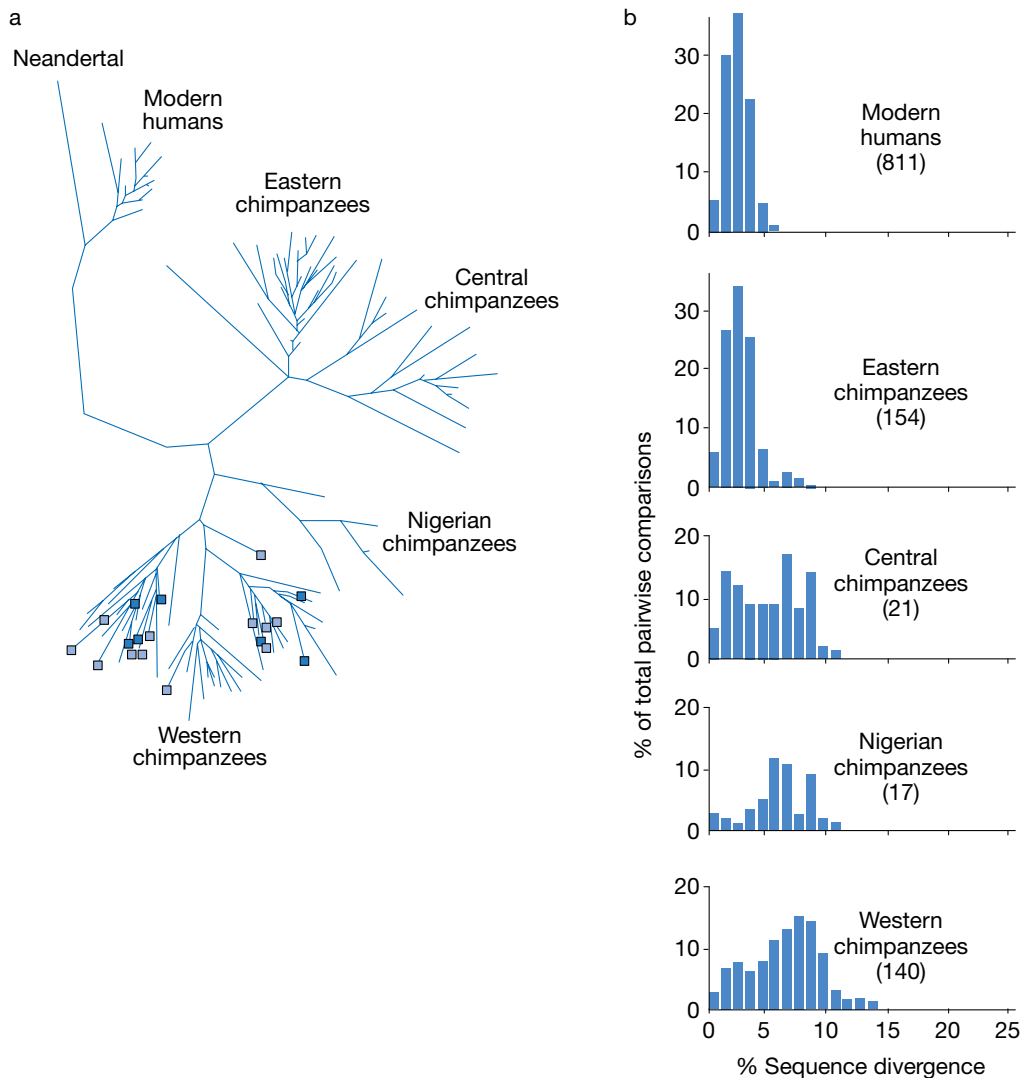 a
Neandertal
Modern
humans
Eastern
chimpanzees
Central
chimpanzees
Nigerian
chimpanzees
Western
chimpanzees
b
% of total pairwise comparisons
30
20
10
0
Modern
humans
(811)
30
20
10
0
Eastern
chimpanzees
(154)
20
10
0
Central
chimpanzees
(21)
20
10
0
Nigerian
chimpanzees
(17)
20
10
0
Western
chimpanzees
(140)
0 5 10 15 20 25
% Sequence divergence